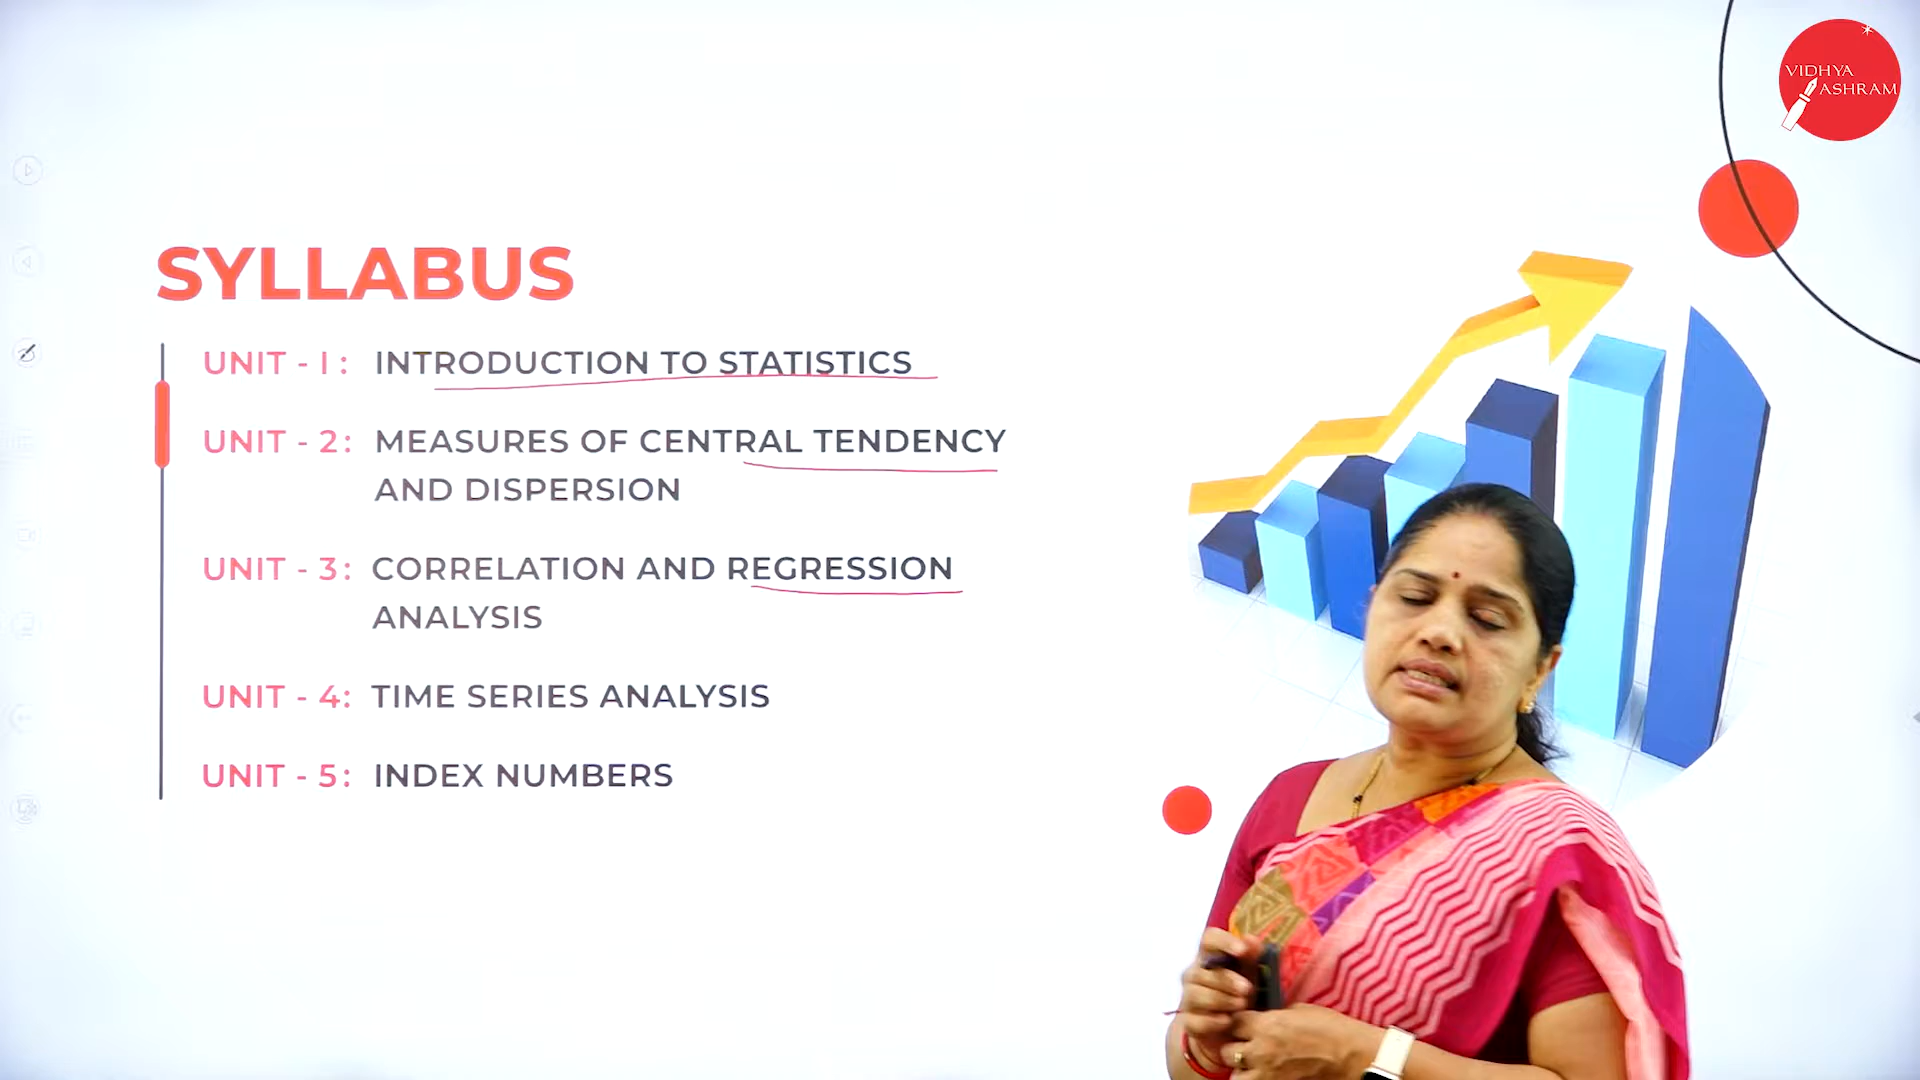 VIDHYA
ASHRAM
SYLLABUS
UNIT - I : INTRODUCTION TO STATISTICS
UNIT - 2 : MEASURES OF CENTRAL TENDENCY
AND DISPERSION
UNIT - 3 : CORRELATION AND REGRESSION
ANALYSIS
UNIT - 4 : TIME SERIES ANALYSIS
UNIT - 5 : INDEX NUMBERS